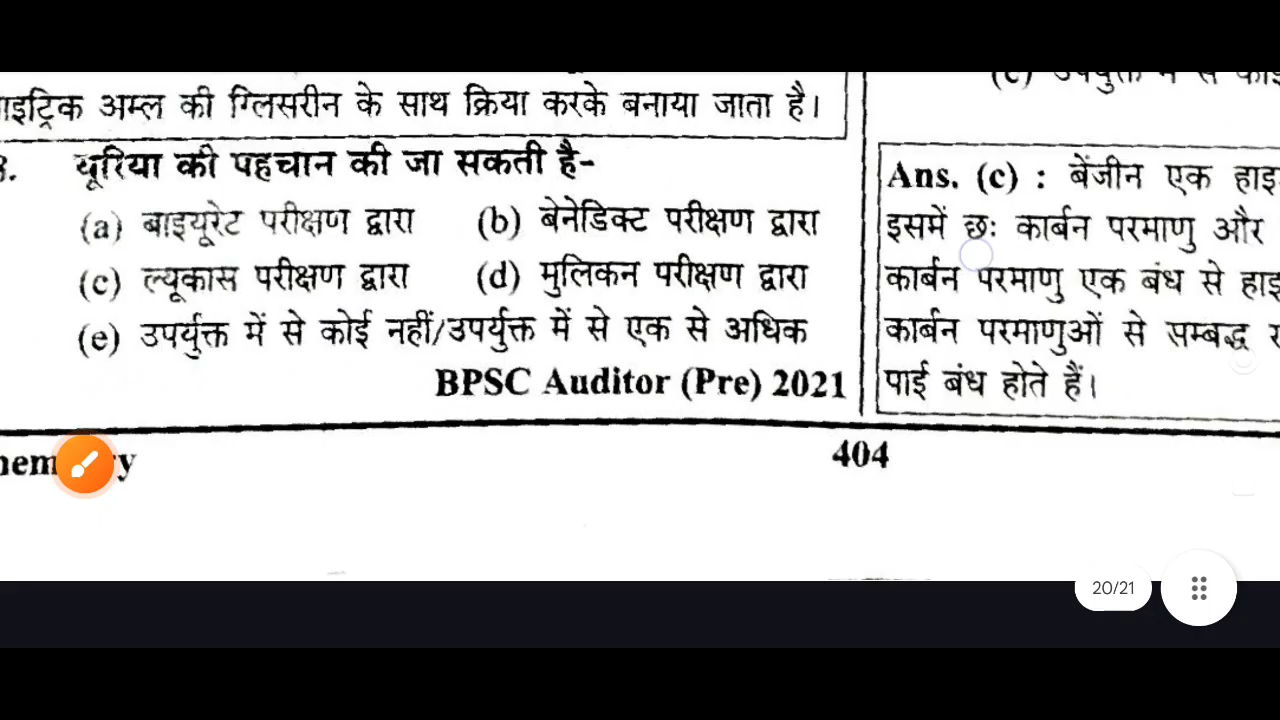 इट्रिक अम्ल की ग्लिसरीन के साथ क्रिया करके बनाया जाता है।
यूरिया की पहचान की जा सकती है-
(a) बाइयूरेट परीक्षण द्वारा (b) बेनेडिक्ट परीक्षण द्वारा
(c) ल्यूकास परीक्षण द्वारा (d) मुलिकन परीक्षण द्वारा
(e) उपर्युक्त में से कोई नहीं/उपर्युक्त में से एक से अधिक
BPSC Auditor (Pre) 2021
Ans. (c) : बेंजीन एक हाइ
इसमें छः कार्बन परमाणु और
कार्बन परमाणु एक बंध से हाइ
कार्बन परमाणुओं से सम्बद्ध
पाई बंध होते हैं।
404
20/21